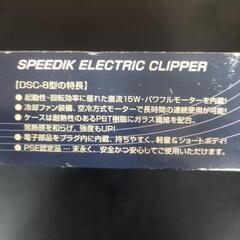 SPEEDIK ELECTRIC CLIPPER
【DSC-8型の特長】
● 起動性・回転効率に優れた直流15W・パワフルモーターを内蔵!
● 冷却ファン装備、空冷方式モーターで長時間の連続使用が可能!
● ケースは耐熱性のあるPBT樹脂にガラス繊維を配合。
発熱感を和らげ、強度もUP!
● 電子部品をプラグ内に内蔵、持ちやすく、軽量&ショートボディ!
● PSE認定品…末永く、安全かつ安心してご使用いただけます。